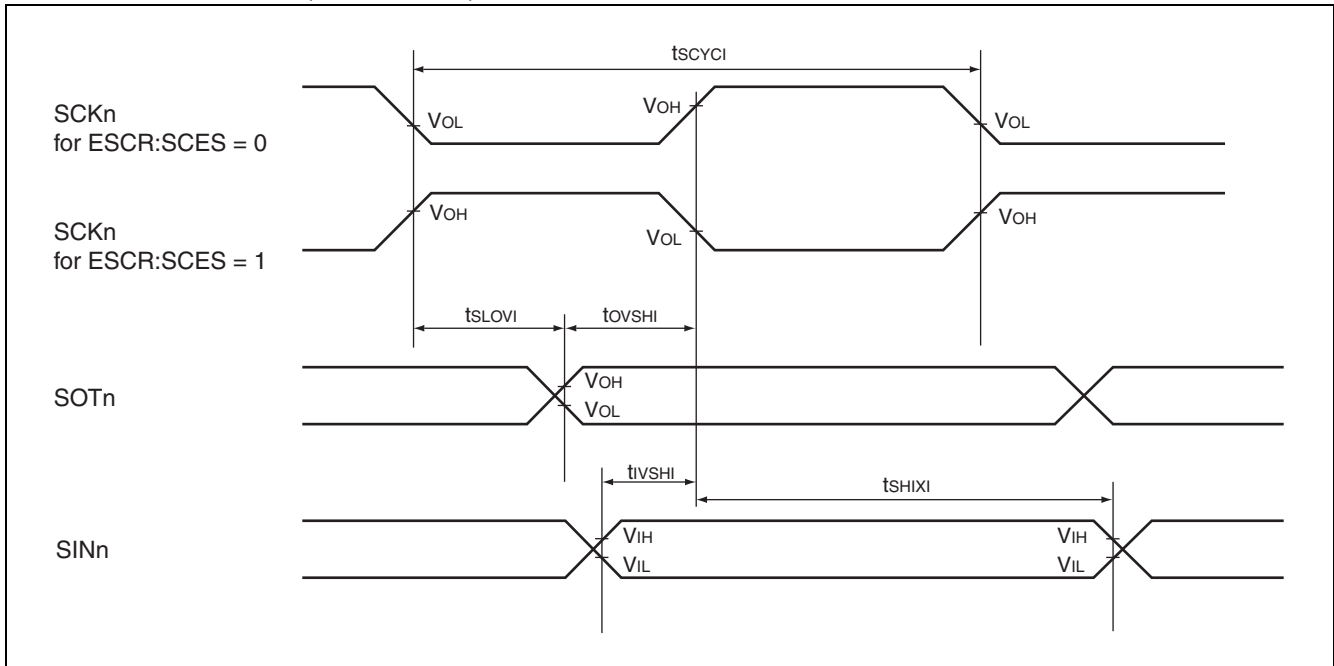 tSCYCI
SCKn
for ESCR:SCES = 0
VOL
VOH
VOL
SCKn
for ESCR:SCES = 1
VOH
VOL
VOH
tSLOVI
tOVSHI
SOTn
VOH
VOL
tIVSHI
tSHIXI
SINn
VIH
VIL
VIH
VIL